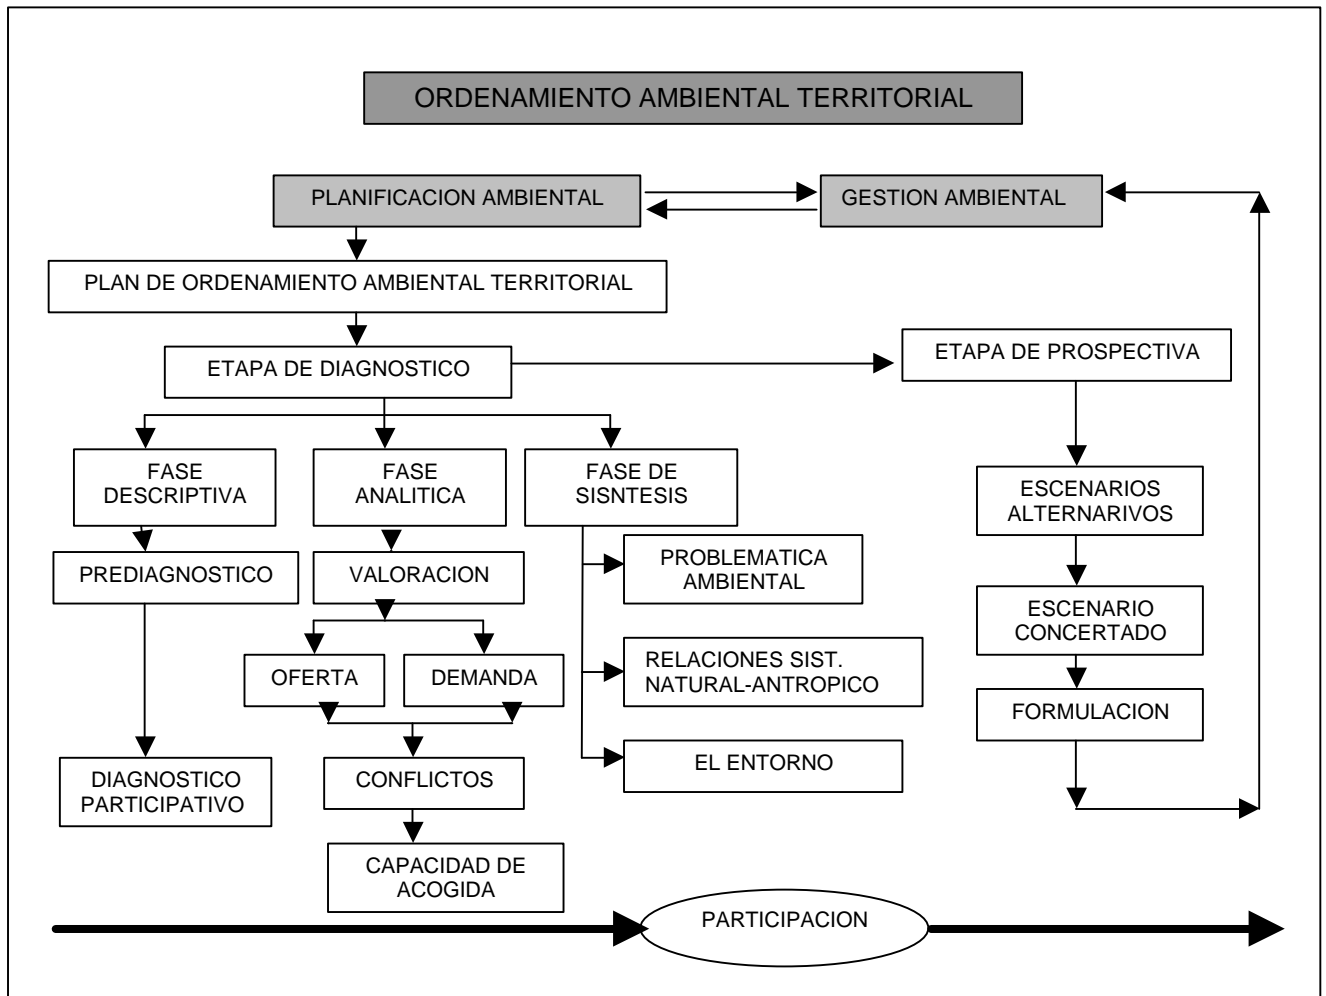 ORDENAMIENTO AMBIENTAL TERRITORIAL
PLANIFICACION AMBIENTAL
GESTION AMBIENTAL
PLAN DE ORDENAMIENTO AMBIENTAL TERRITORIAL
ETAPA DE DIAGNOSTICO
ETAPA DE PROSPECTIVA
FASE
DESCRIPTIVA
FASE
ANALITICA
FASE DE
SISNTESIS
ESCENARIOS
ALTERNARIVOS
PREDIAGNOSTICO
VALORACION
PROBLEMATICA
AMBIENTAL
ESCENARIO
CONCERTADO
OFERTA
DEMANDA
RELACIONES SIST.
NATURAL-ANTROPICO
FORMULACION
DIAGNOSTICO
PARTICIPATIVO
CONFLICTOS
EL ENTORNO
CAPACIDAD DE
ACOGIDA
PARTICIPACION